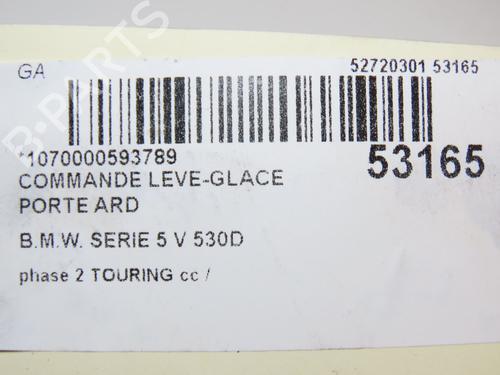 GA
52720301 53165
*1070000593789
53165
COMMANDE LEVE-GLACE
PORTE ARD
B.M.W. SERIE 5 V 530D
phase 2 TOURING cc /
B-PARTS